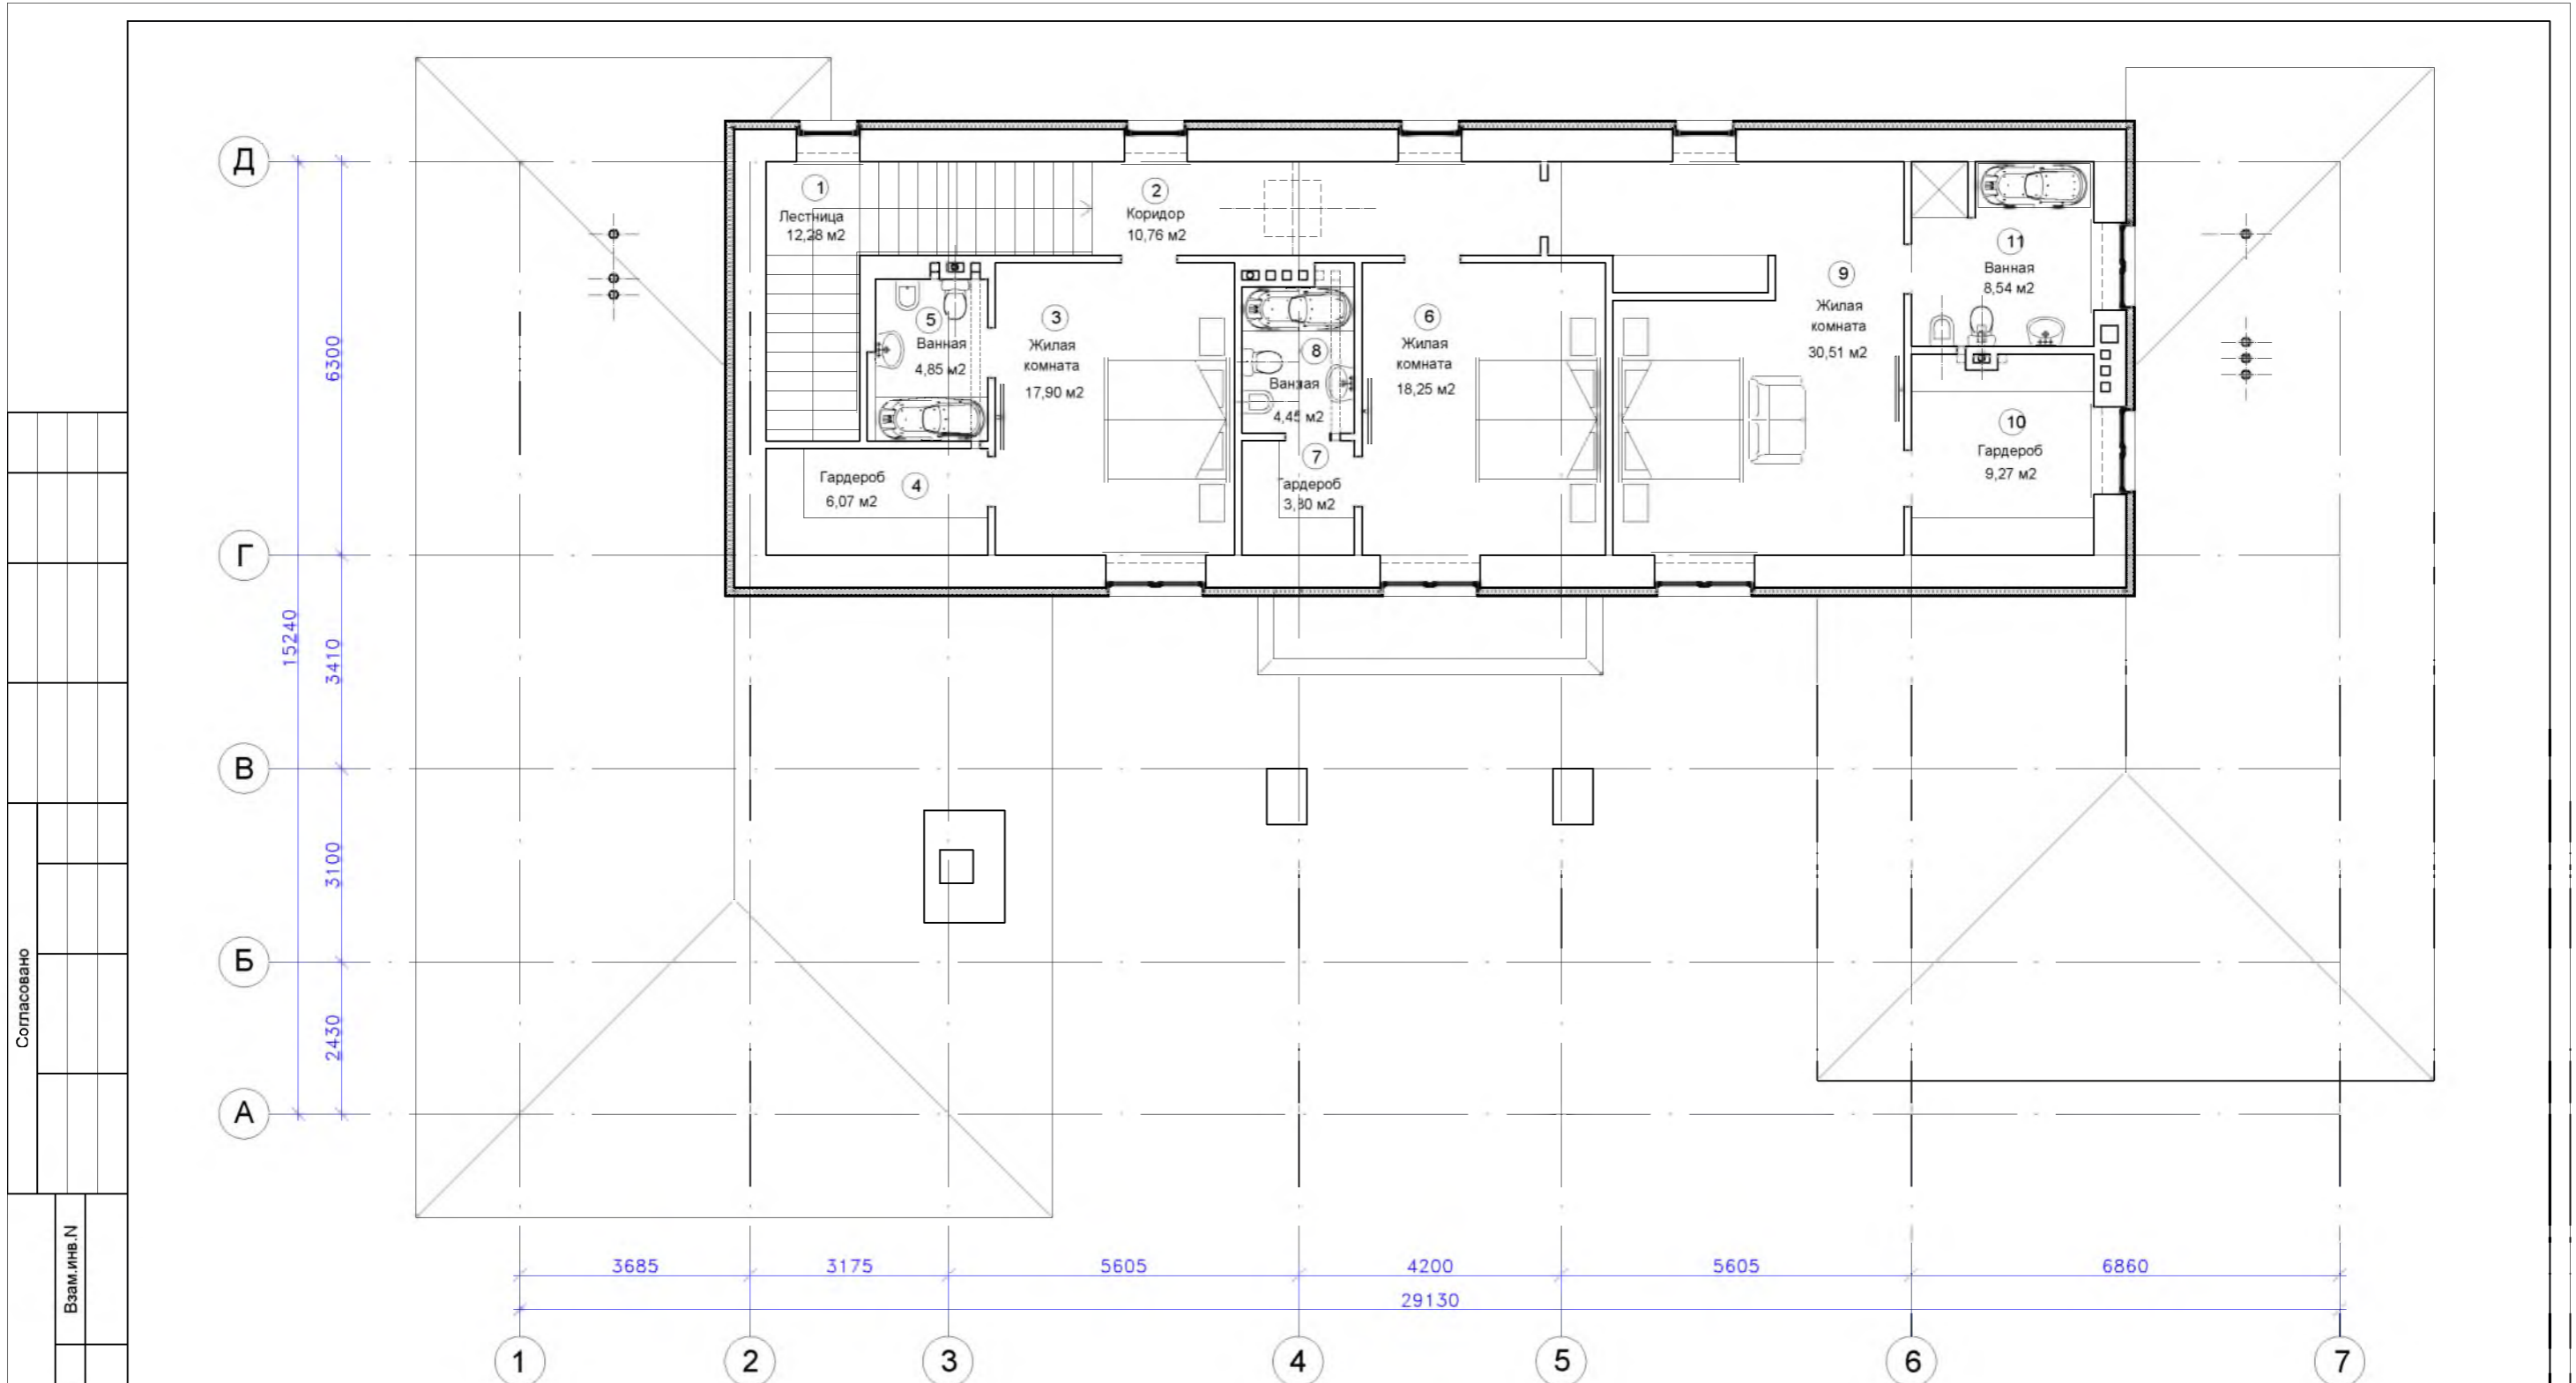 Д
1
Лестница
12,28 м2
2
Коридор
10,76 м2
11
Ванная
8,54 м2
9
Жилая
комната
30,51 м2
5
Ванная
4,85 м2
3
Жилая
комната
17,90 м2
8
Ванная
4,45 м2
6
Жилая
комната
18,25 м2
10
Гардероб
9,27 м2
Гардероб
6,07 м2
4
7
Гардероб
3,80 м2
Г
В
Б
А
6300
3410
3100
2430
15240
Согласовано
Взам.инв.N
3685
3175
5605
4200
5605
6860
29130
1
2
3
4
5
6
7